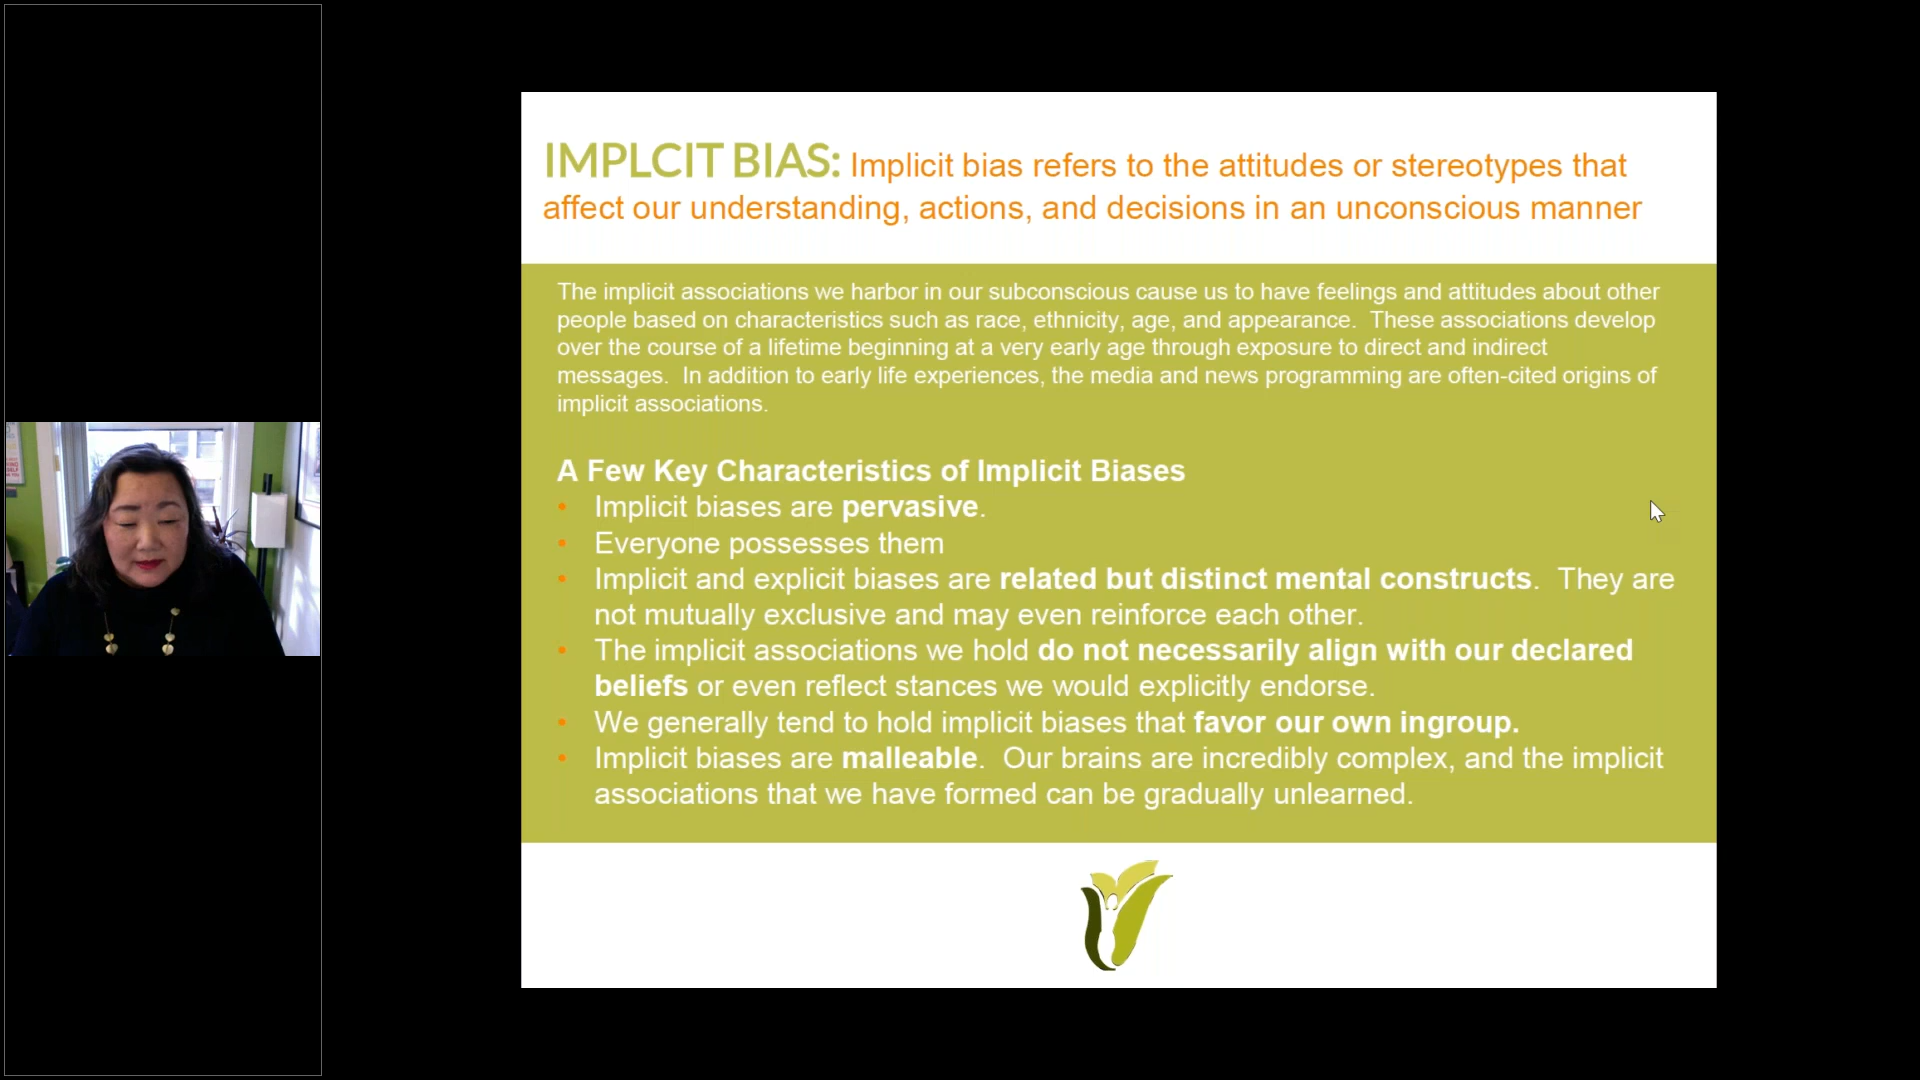 IMPLCIT BIAS: Implicit bias refers to the attitudes or stereotypes that
affect our understanding, actions, and decisions in an unconscious manner
The implicit associations we harbor in our subconscious cause us to have feelings and attitudes about other
people based on characteristics such as race, ethnicity, age, and appearance.  These associations develop
over the course of a lifetime beginning at a very early age through exposure to direct and indirect
messages.  In addition to early life experiences, the media and news programming are often-cited origins of
implicit associations.
A Few Key Characteristics of Implicit Biases
• Implicit biases are pervasive.
• Everyone possesses them
• Implicit and explicit biases are related but distinct mental constructs.  They are
not mutually exclusive and may even reinforce each other.
• The implicit associations we hold do not necessarily align with our declared
beliefs or even reflect stances we would explicitly endorse.
• We generally tend to hold implicit biases that favor our own ingroup.
• Implicit biases are malleable.  Our brains are incredibly complex, and the implicit
associations that we have formed can be gradually unlearned.